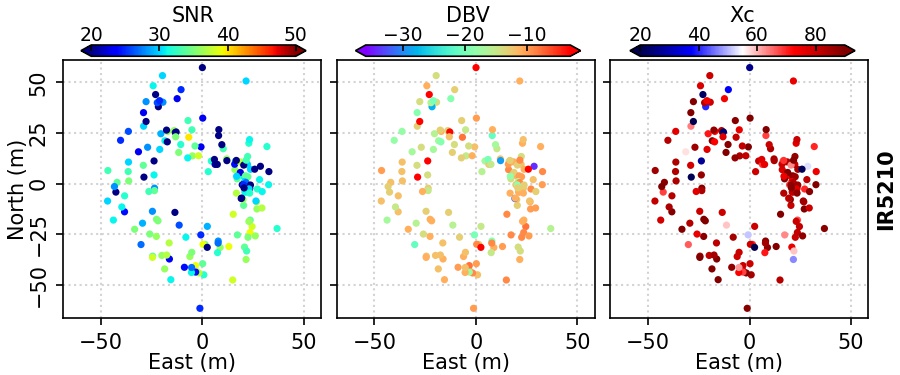 SNR DBV Xc
20 30 40 50 −30 −20 −10 20 40 60 80
50
25
0
−25
−50
North (m)
−50 0 50 −50 0 50 −50 0 50
East (m) East (m) East (m)
IR5210